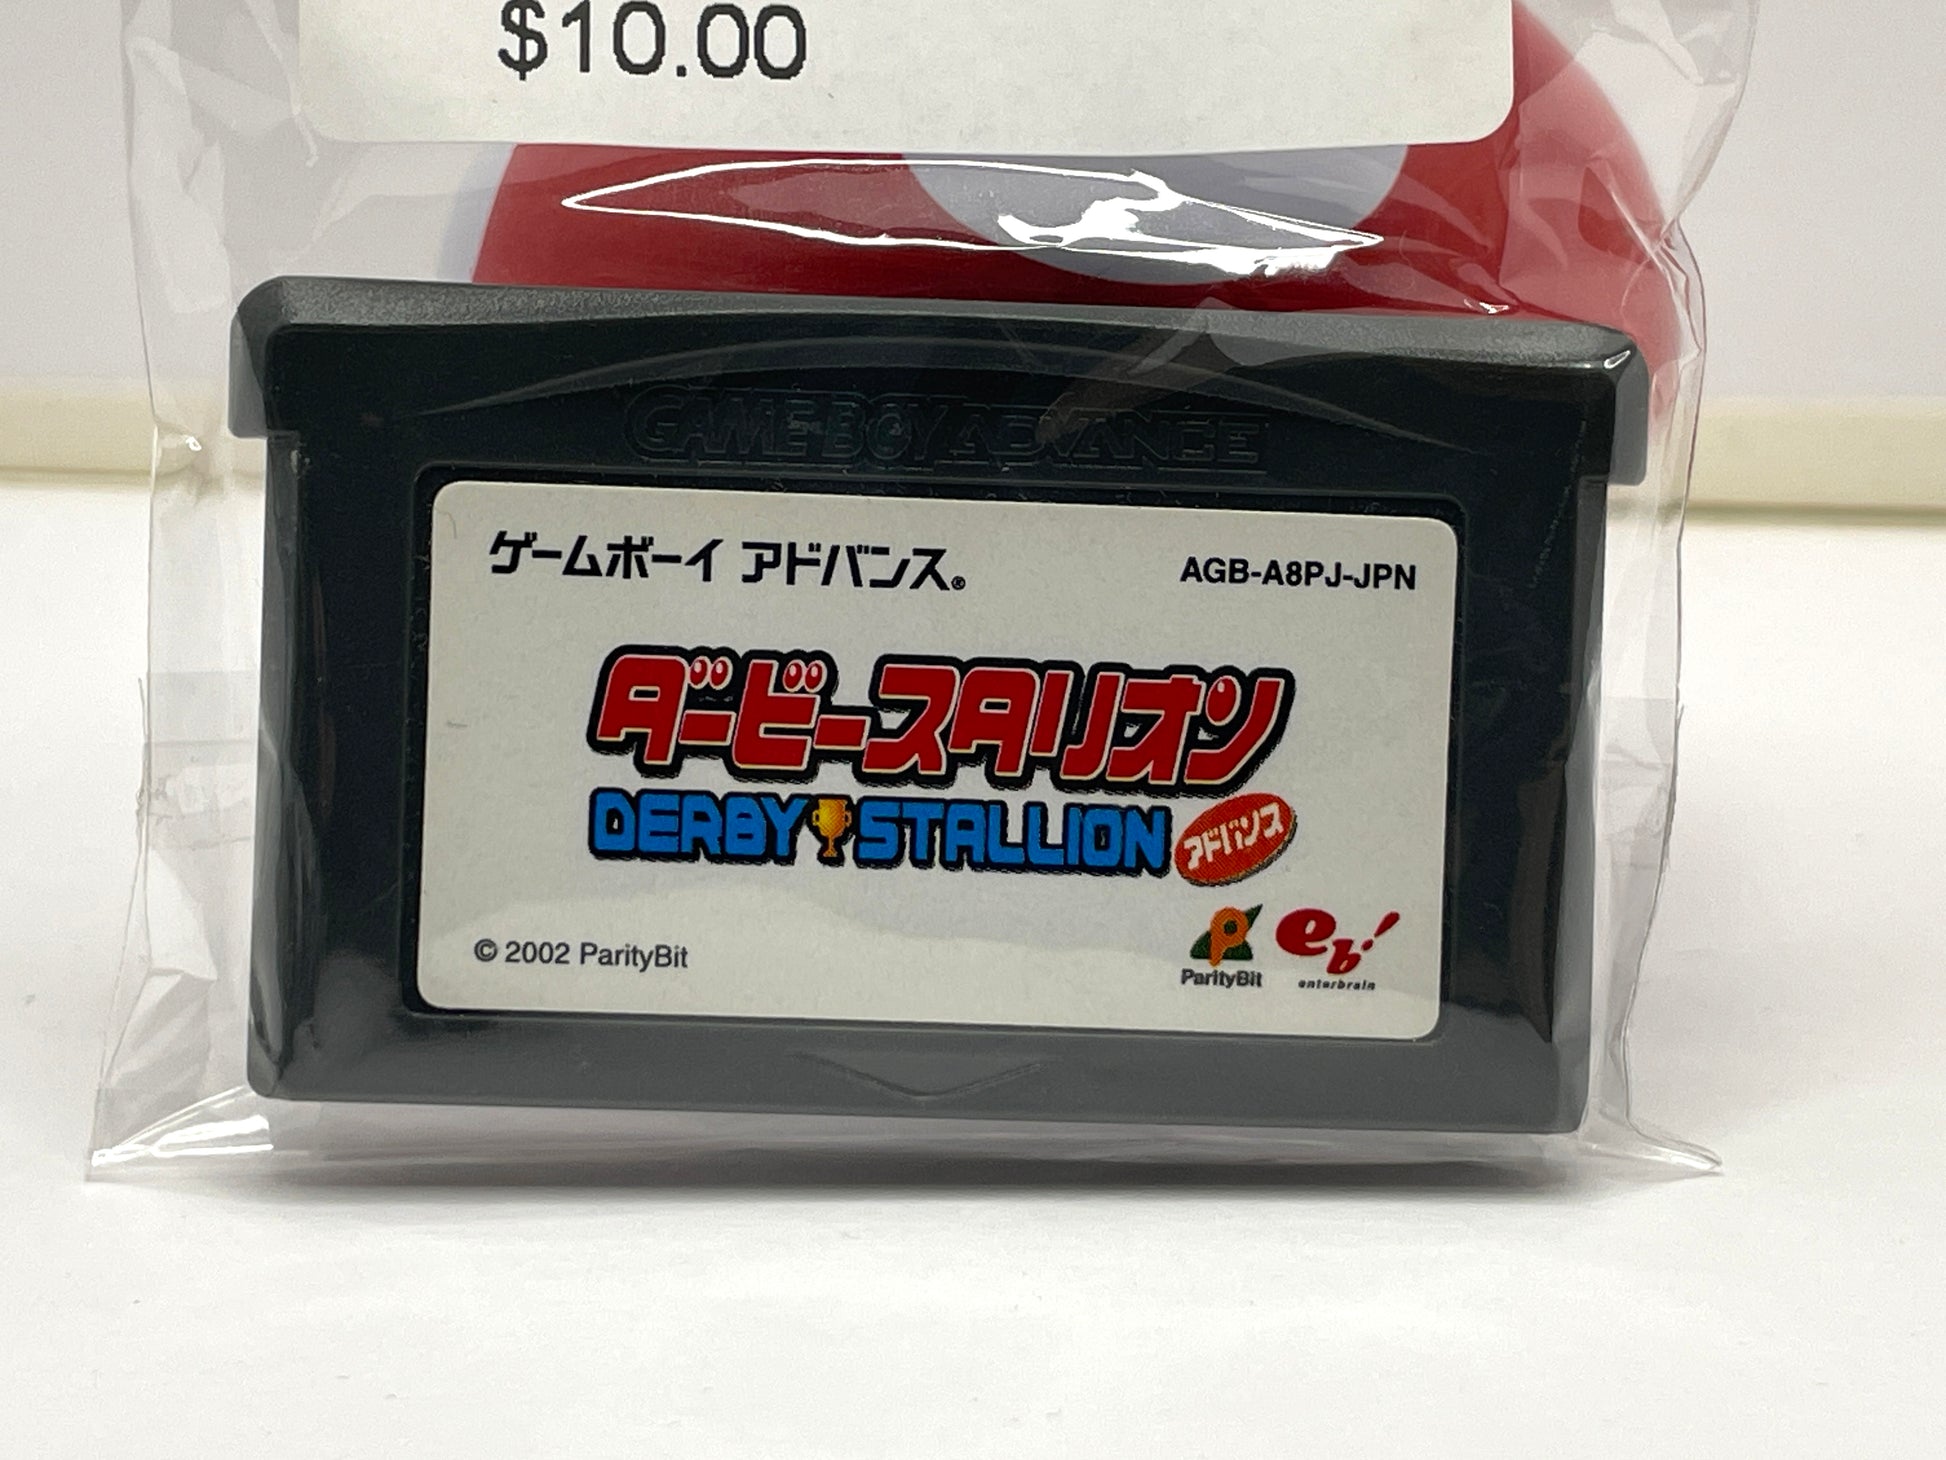 $10.00
GAME BOY ADVANCE
ゲームボーイ アドバンス®
AGB-A8PJ-JPN
ダービースタリオン
DERBY STALLION
アドバンス
© 2002 ParityBit
ParityBit
eb!
enterbrain